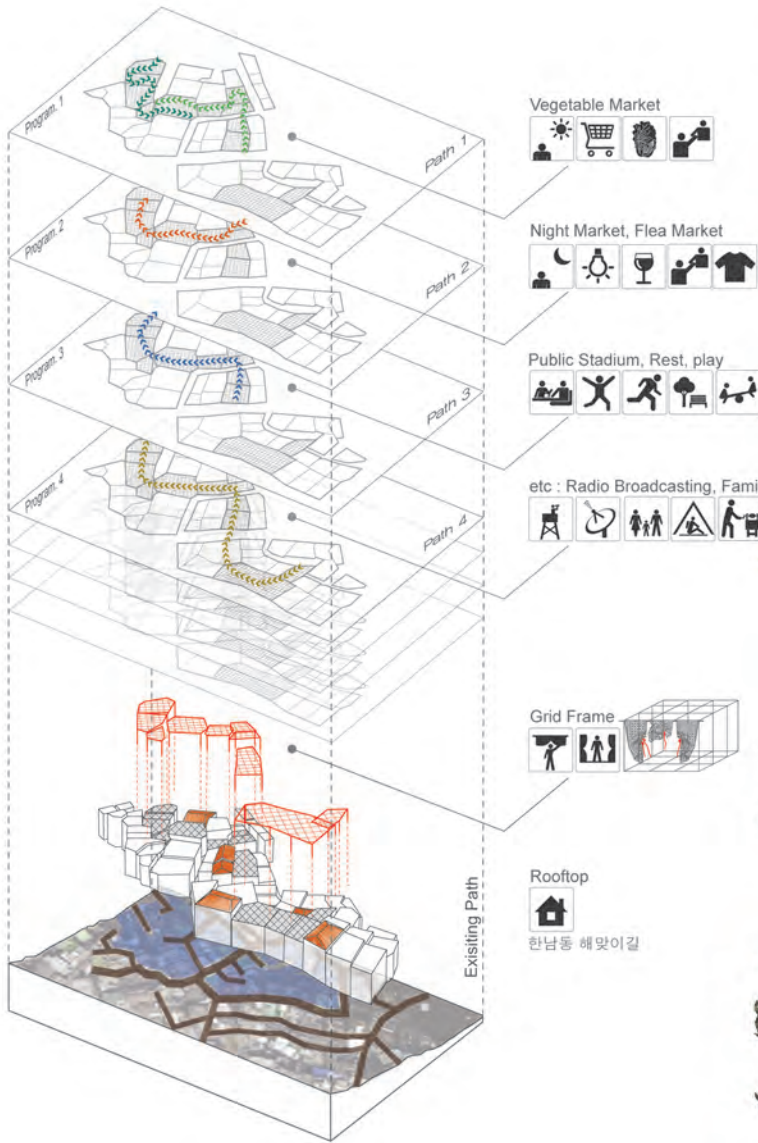 Program. 1
Path 1
Vegetable Market
Program. 2
Path 2
Night Market, Flea Market
Program. 3
Path 3
Public Stadium, Rest, play
Program. 4
Path 4
etc : Radio Broadcasting, Fami
Grid Frame
Exisiting Path
Rooftop
한남동 해맞이길